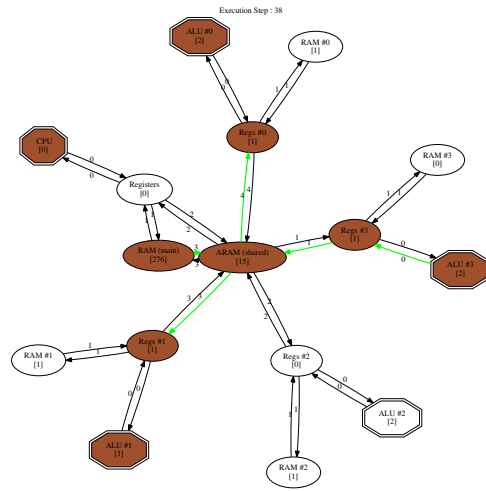 Execution Step : 38
ALU #0
[2]
RAM #0
[1]
0
0
1
1
Regs #0
[1]
CPU
[0]
0
0
RAM #3
[0]
1
1
Registers
[0]
4
4
2
2
1
1
Regs #3
[1]
0
0
ALU #3
[2]
RAM (main)
[276]
3
3
ARAM (shared)
[15]
1
1
3
3
2
2
Regs #1
[1]
RAM #1
[1]
1
1
Regs #2
[0]
0
0
0
0
1
1
ALU #2
[2]
ALU #1
[1]
RAM #2
[1]